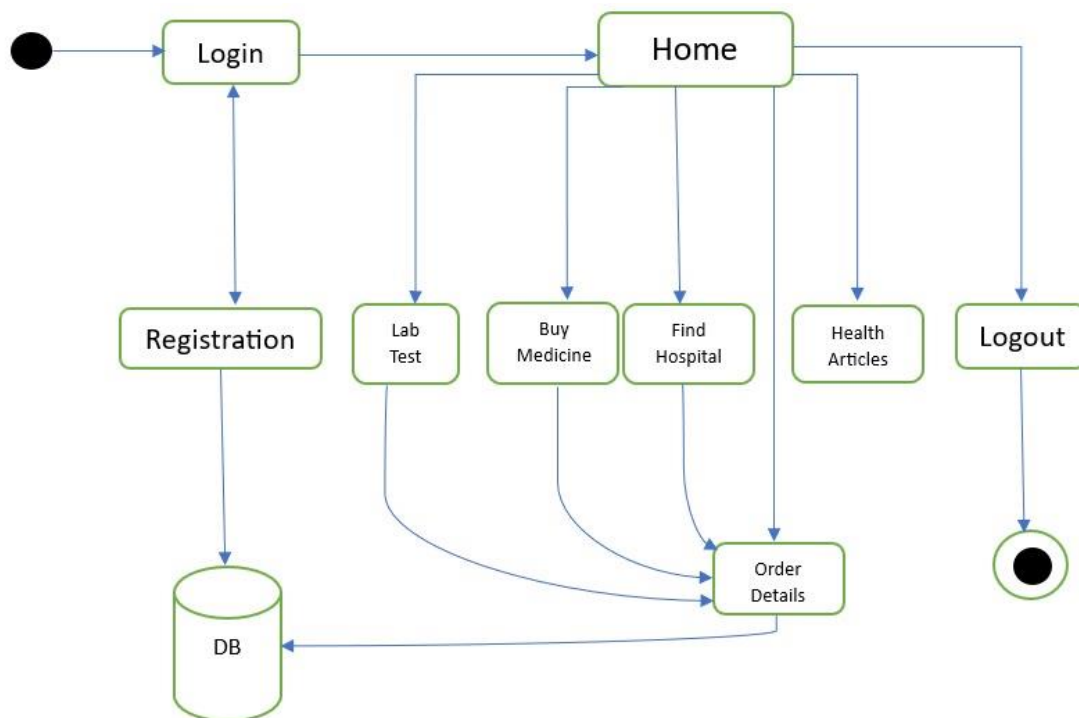 Login
Home
Registration
Lab
Test
Buy
Medicine
Find
Hospital
Health
Articles
Logout
Order
Details
DB